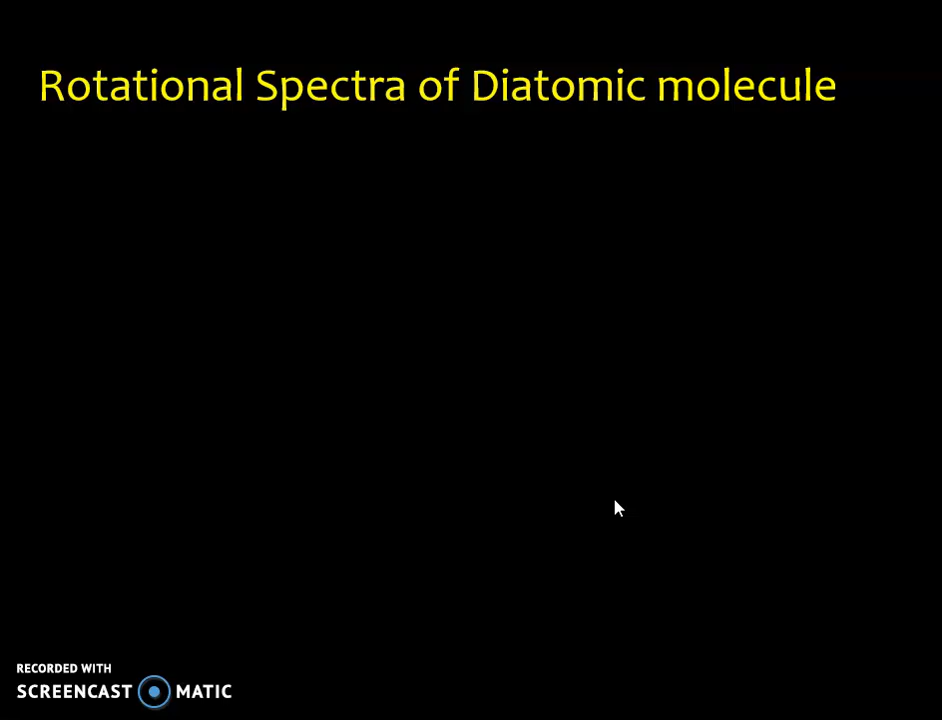 Rotational Spectra of Diatomic molecule
RECORDED WITH
SCREENCAST MATIC